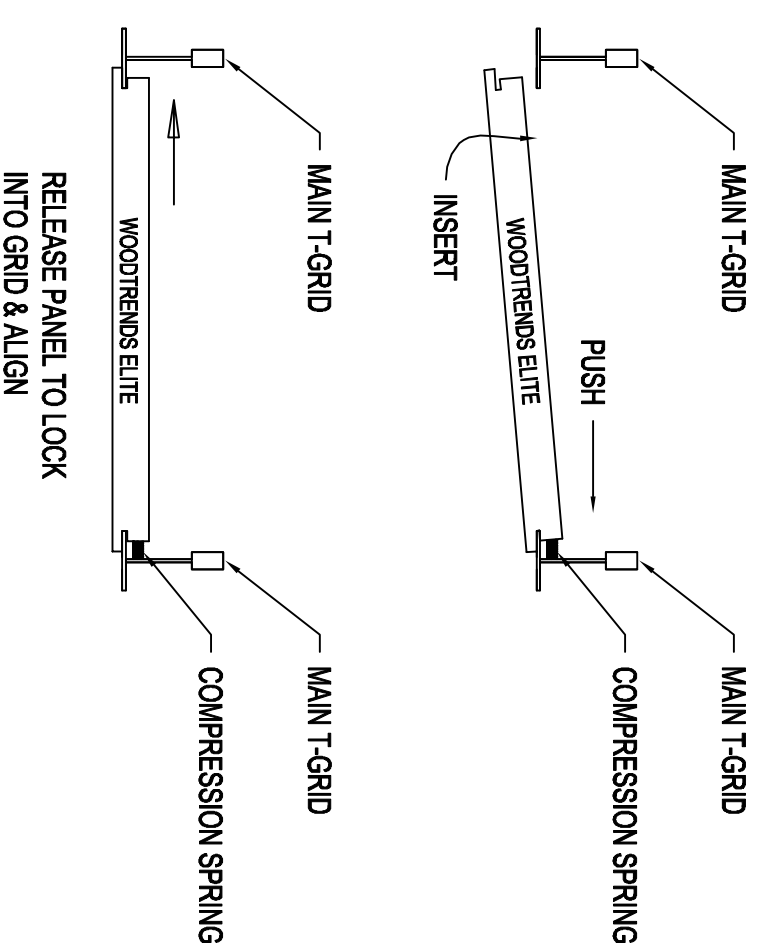 MAIN T-GRID
MAIN T-GRID
COMPRESSION SPRING
PUSH
WOODTRENDS ELITE
INSERT
MAIN T-GRID
MAIN T-GRID
COMPRESSION SPRING
WOODTRENDS ELITE
RELEASE PANEL TO LOCK
INTO GRID & ALIGN